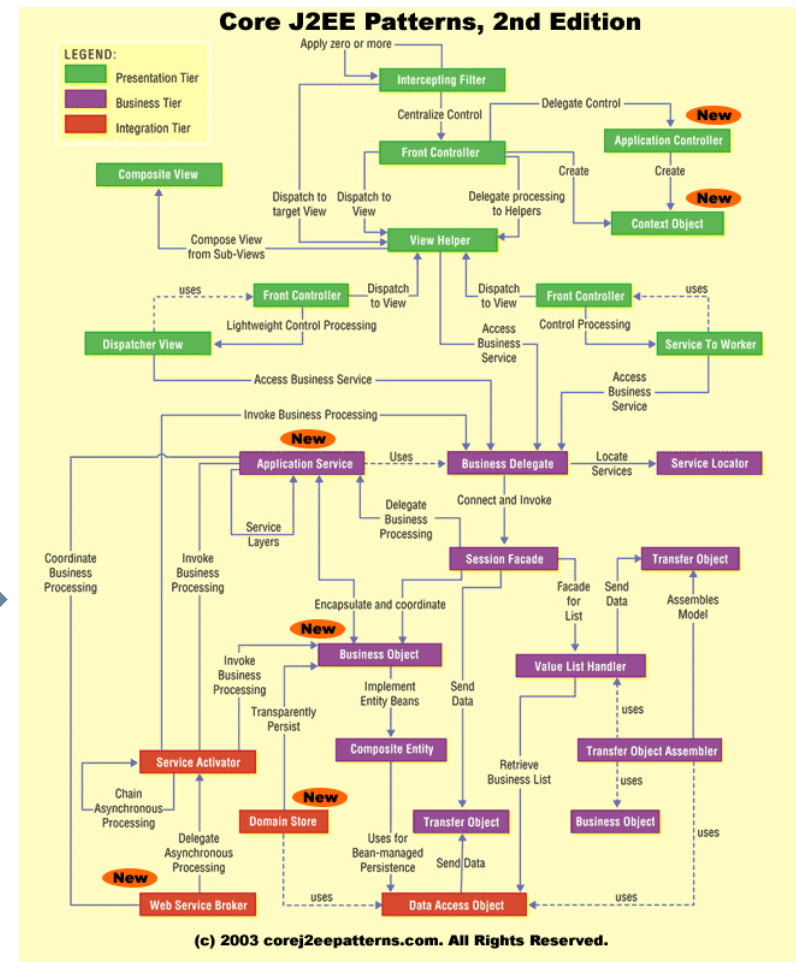 Core J2EE Patterns, 2nd Edition
LEGEND:
Presentation Tier
Business Tier
Integration Tier
Apply zero or more
Intercepting Filter
Centralize Control
Delegate Control
New
Application Controller
Front Controller
Composite View
Create
Create
Dispatch to
target View
Dispatch to
View
Delegate processing
to Helpers
New
Context Object
View Helper
Compose View
from Sub-Views
uses
Front Controller
Dispatch
to View
Dispatch
to View
Front Controller
uses
Lightweight Control Processing
Control Processing
Dispatcher View
Access
Business
Service
Service To Worker
Access Business Service
Access
Business
Service
Invoke Business Processing
New
Application Service
Uses
Business Delegate
Locate
Services
Service Locator
Connect and Invoke
Delegate
Business
Processing
Service
Layers
Coordinate
Business
Processing
Invoke
Business
Processing
Session Facade
Transfer Object
Facade
for
List
Send
Data
Assembles
Model
Encapsulate and coordinate
New
Business Object
Invoke
Business
Processing
Value List Handler
Implement
Entity Beans
Send
Data
Transparently
Persist
uses
Composite Entity
Transfer Object Assembler
Service Activator
Retrieve
Business List
uses
Chain
Asynchronous
Processing
New
Domain Store
Transfer Object
Business Object
uses
Delegate
Asynchronous
Processing
Uses for
Bean-managed
Persistence
Send Data
New
Web Service Broker
uses
Data Access Object
uses
(c) 2003 corej2eepatterns.com. All Rights Reserved.